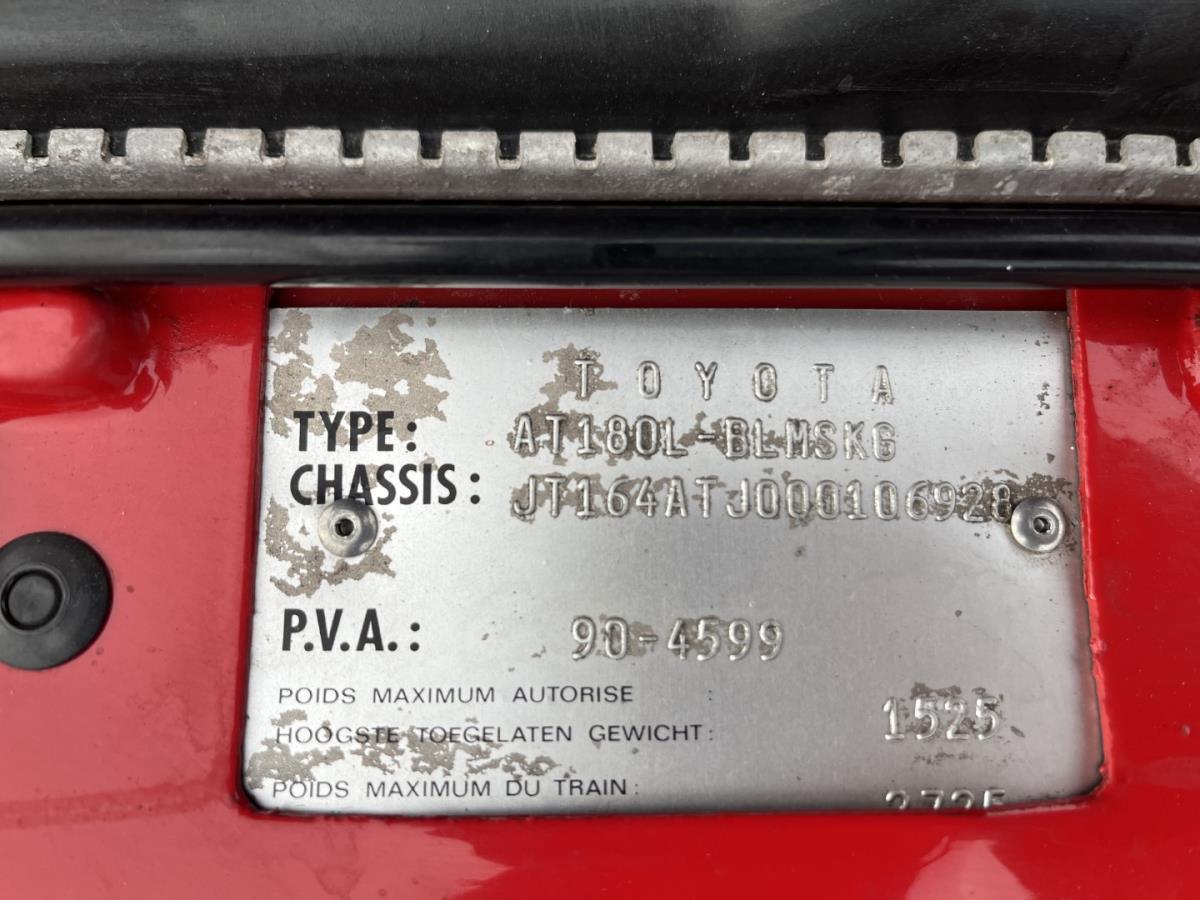 TOYOTA
TYPE: AT180L-BLMSKG
CHASSIS: JT164ATJ000106928
P.V.A.: 90-4599
POIDS MAXIMUM AUTORISE :
HOOGSTE TOEGELATEN GEWICHT: 1525
POIDS MAXIMUM DU TRAIN: